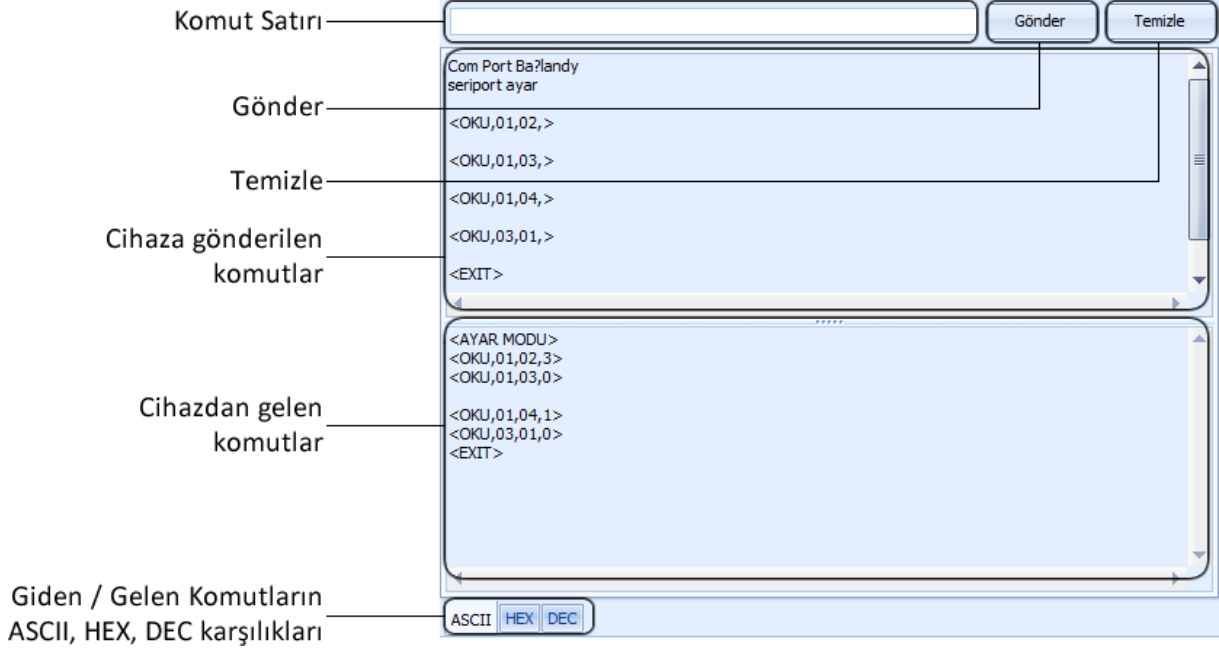 Komut Satırı
Gönder
Temizle
Com Port Ba?landy
seriport ayar
Gönder
<OKU,01,02,>
<OKU,01,03,>
Temizle
<OKU,01,04,>
Cihaza gönderilen
komutlar
<OKU,03,01,>
<EXIT>
<AYAR MODU>
<OKU,01,02,3>
<OKU,01,03,0>
Cihazdan gelen
komutlar
<OKU,01,04,1>
<OKU,03,01,0>
<EXIT>
Giden / Gelen Komutların
ASCII, HEX, DEC karşılıkları
ASCII HEX DEC